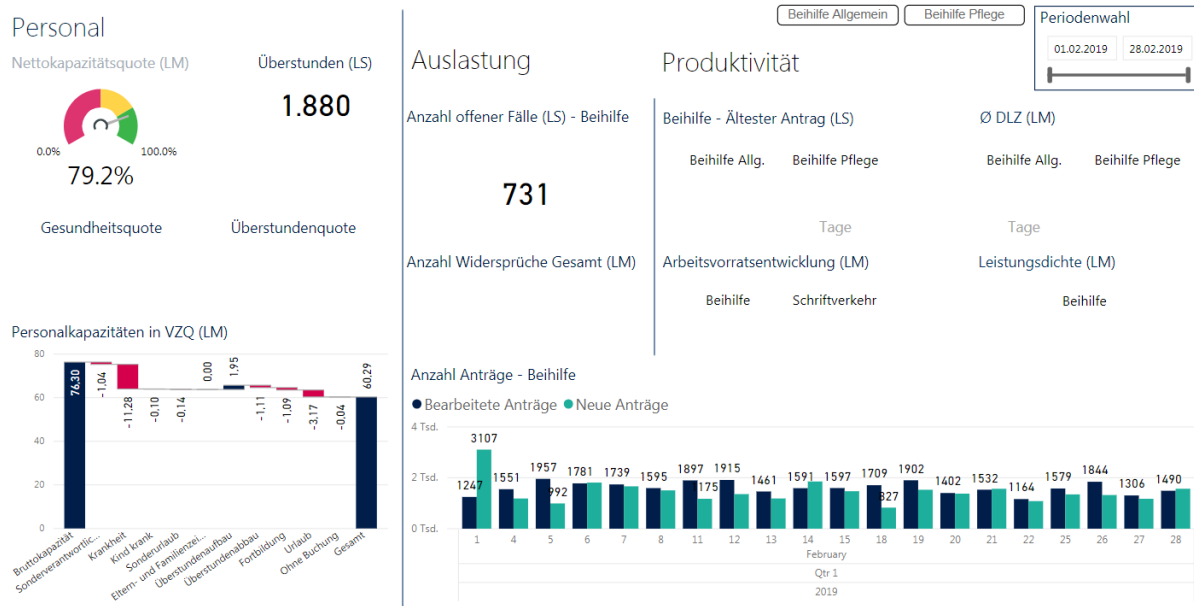 Beihilfe Allgemein
Beihilfe Pflege
Periodenwahl
01.02.2019
28.02.2019
Personal
Nettokapazitätsquote (LM)
0.0%
100.0%
79.2%
Überstunden (LS)
1.880
Gesundheitsquote
Überstundenquote
Personalkapazitäten in VZQ (LM)
80
60
40
20
0
76,30
-1,04
-11,28
-0,10
-0,14
0,00
1,95
-1,11
-1,09
-3,17
-0,04
60,29
Bruttokapazität
Sonderverantwortlic...
Krankheit
Kind krank
Sonderurlaub
Eltern- und Familienzei...
Überstundenaufbau
Überstundenabbau
Fortbildung
Urlaub
Ohne Buchung
Gesamt
Auslastung
Anzahl offener Fälle (LS) - Beihilfe
731
Anzahl Widersprüche Gesamt (LM)
Produktivität
Beihilfe - Ältester Antrag (LS)
Beihilfe Allg.
Beihilfe Pflege
Tage
Ø DLZ (LM)
Beihilfe Allg.
Beihilfe Pflege
Tage
Arbeitsvorratsentwicklung (LM)
Beihilfe
Schriftverkehr
Leistungsdichte (LM)
Beihilfe
Anzahl Anträge - Beihilfe
Bearbeitete Anträge
Neue Anträge
4 Tsd.
2 Tsd.
0 Tsd.
1247
3107
1551
1957
992
1781
1739
1595
1897
1175
1915
1461
1591
1597
1709
827
1902
1402
1532
1164
1579
1844
1306
1490
1
4
5
6
7
8
11
12
13
14
15
18
19
20
21
22
25
26
27
28
February
Qtr 1
2019